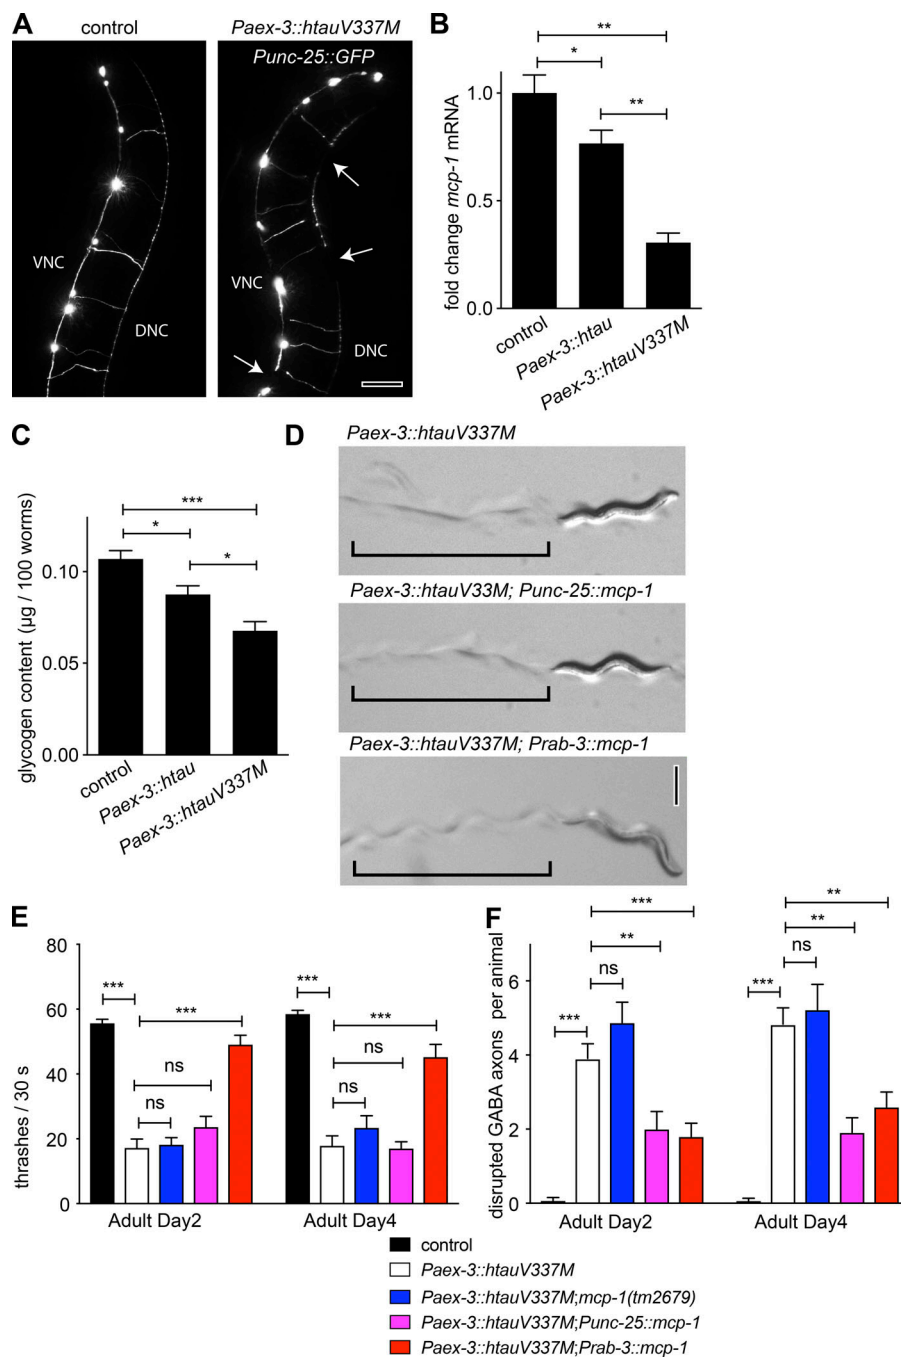 A
control
Paex-3::htauV337M
Punc-25::GFP
VNC
DNC
VNC
DNC
B
fold change mcp-1 mRNA
1.0
0.5
0.0
**
*
**
control
Paex-3::htau
Paex-3::htauV337M
C
glycogen content (µg / 100 worms)
0.10
0.05
0.00
***
*
*
control
Paex-3::htau
Paex-3::htauV337M
D
Paex-3::htauV337M
Paex-3::htauV33M; Punc-25::mcp-1
Paex-3::htauV337M; Prab-3::mcp-1
E
thrashes / 30 s
80
60
40
20
0
***
***
ns
ns
***
***
ns
ns
Adult Day2
Adult Day4
F
disrupted GABA axons per animal
6
4
2
0
***
**
ns
***
**
**
ns
***
Adult Day2
Adult Day4
control
Paex-3::htauV337M
Paex-3::htauV337M;mcp-1(tm2679)
Paex-3::htauV337M;Punc-25::mcp-1
Paex-3::htauV337M;Prab-3::mcp-1